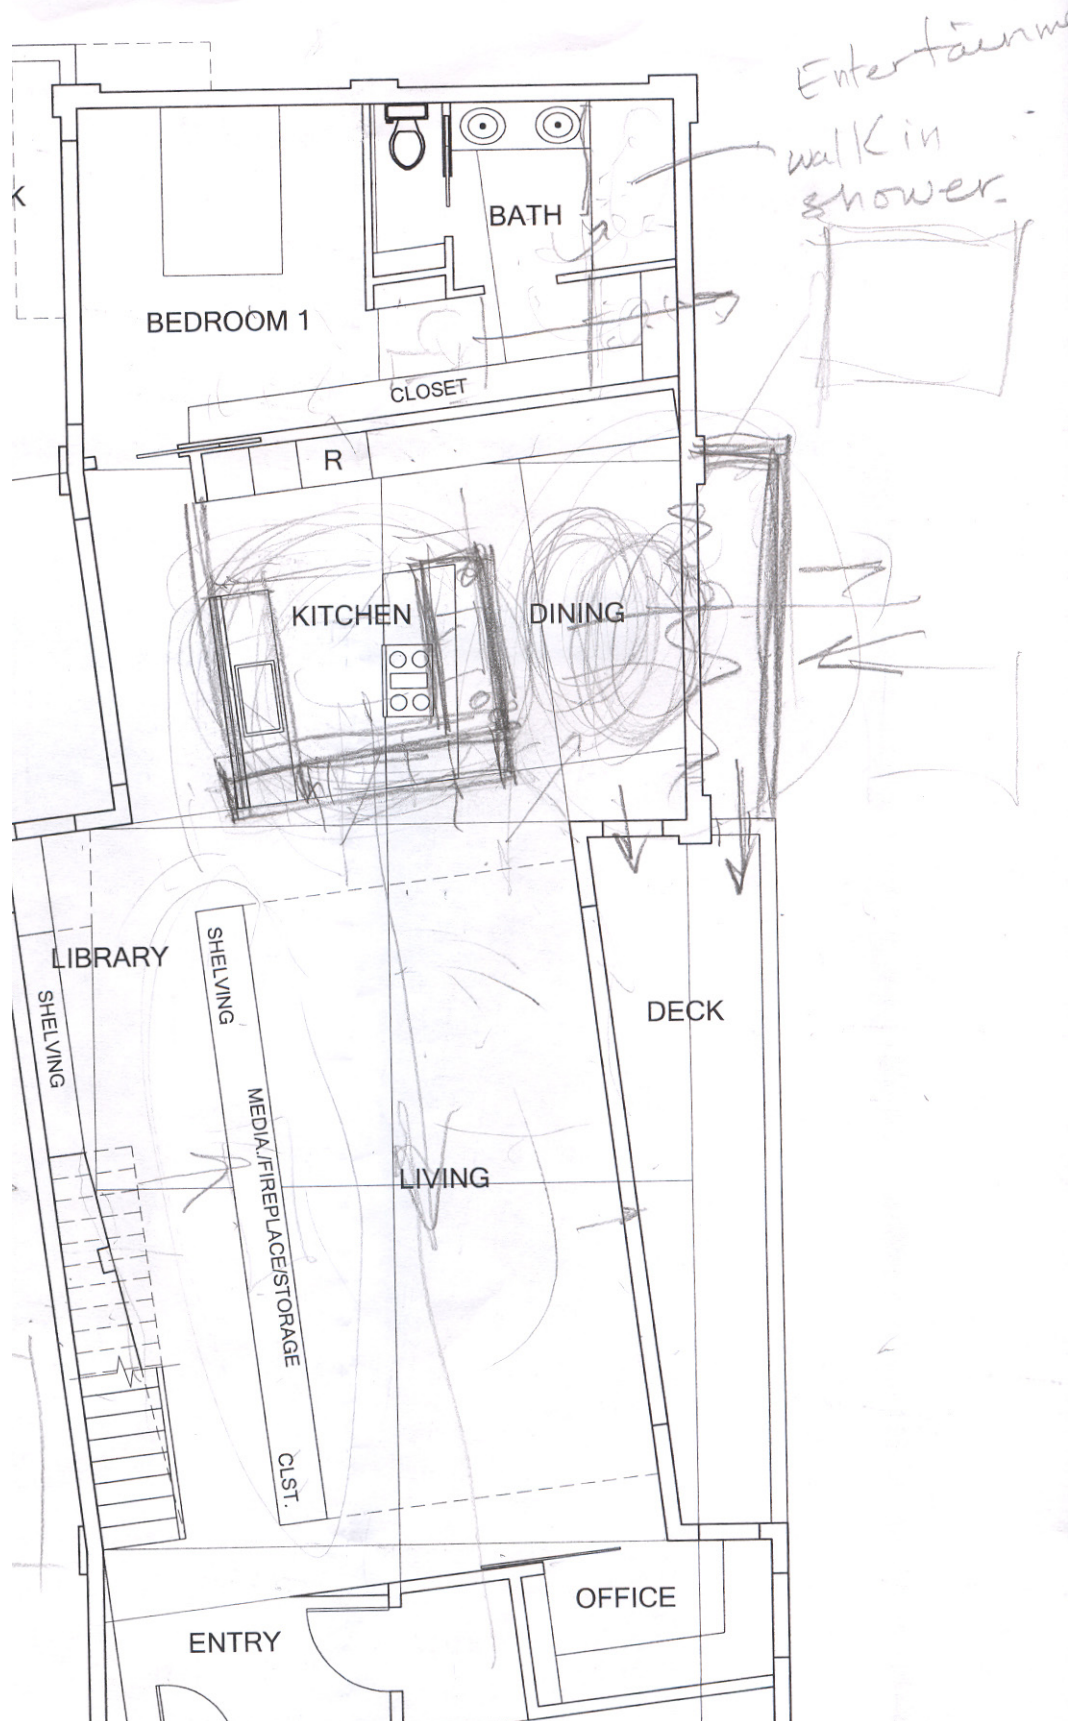 Entertainm
walk in
shower.
K
BATH
BEDROOM 1
CLOSET
R
KITCHEN
DINING
LIBRARY
SHELVING
SHELVING
DECK
MEDIA./FIREPLACE/STORAGE
LIVING
CLST.
OFFICE
ENTRY